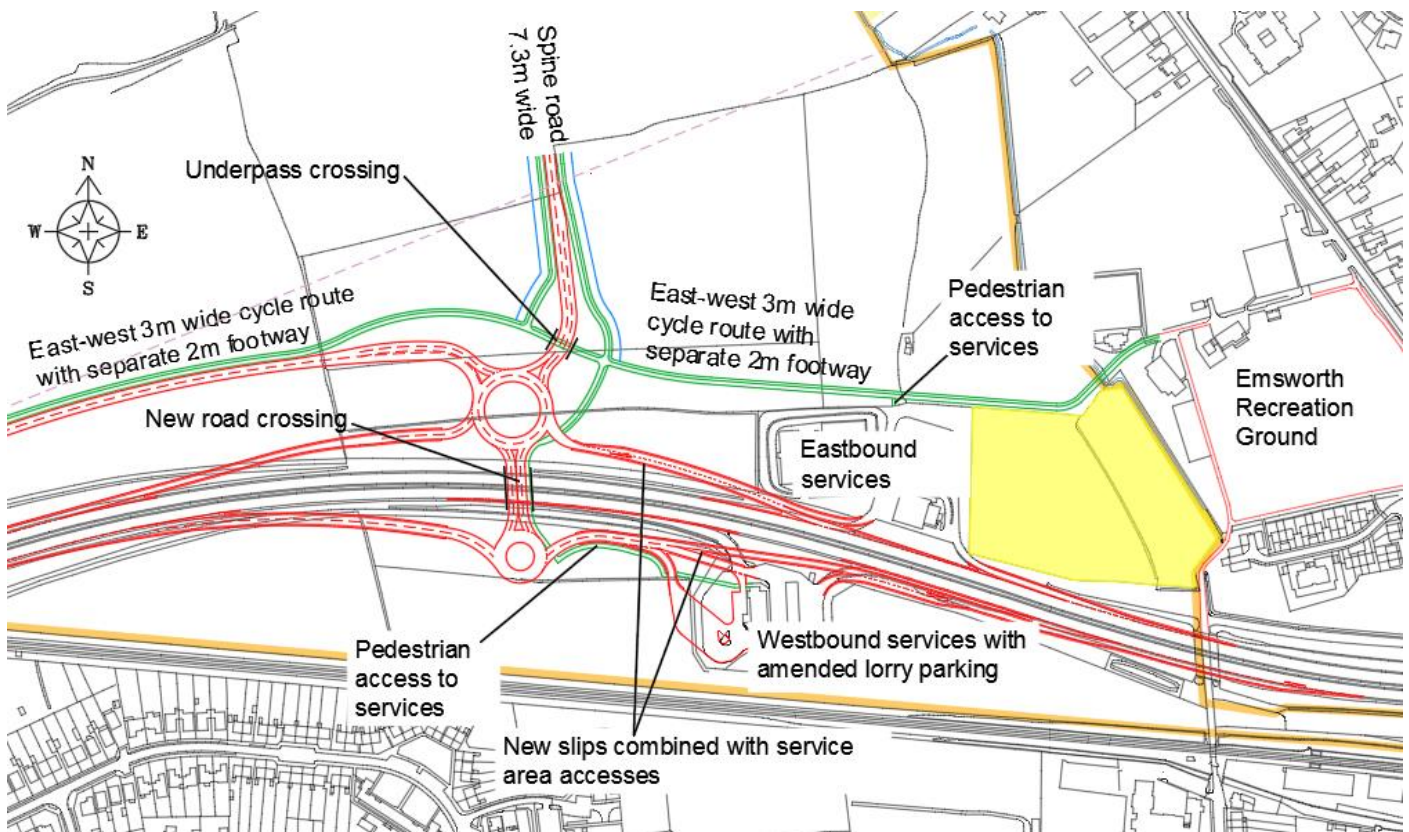 Spine road
7.3m wide
Underpass crossing
N
W
E
S
East-west 3m wide cycle route
with separate 2m footway
East-west 3m wide
cycle route with
separate 2m footway
Pedestrian
access to
services
New road crossing
Eastbound
services
Emsworth
Recreation
Ground
Pedestrian
access to
services
Westbound services with
amended lorry parking
New slips combined with service
area accesses